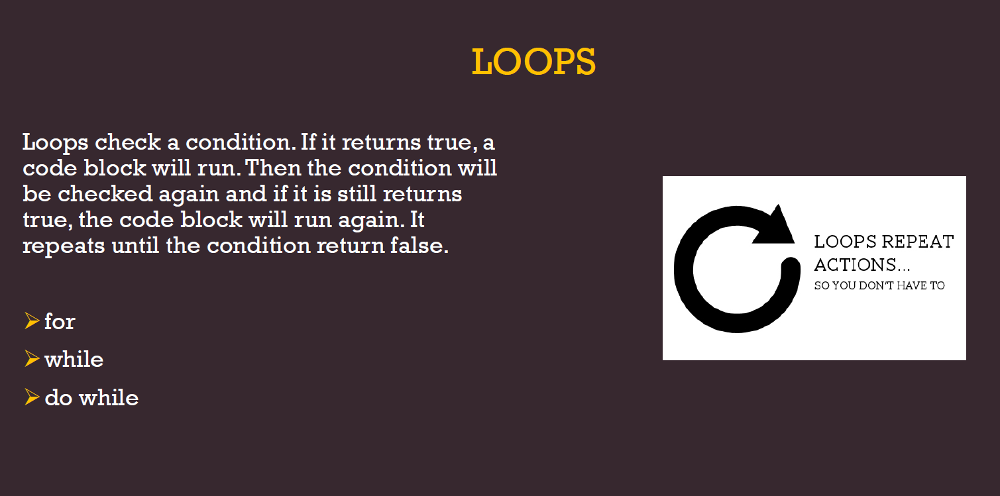 LOOPS
Loops check a condition. If it returns true, a
code block will run. Then the condition will
be checked again and if it is still returns
true, the code block will run again. It
repeats until the condition return false.
for
while
do while
LOOPS REPEAT
ACTIONS...
SO YOU DON'T HAVE TO